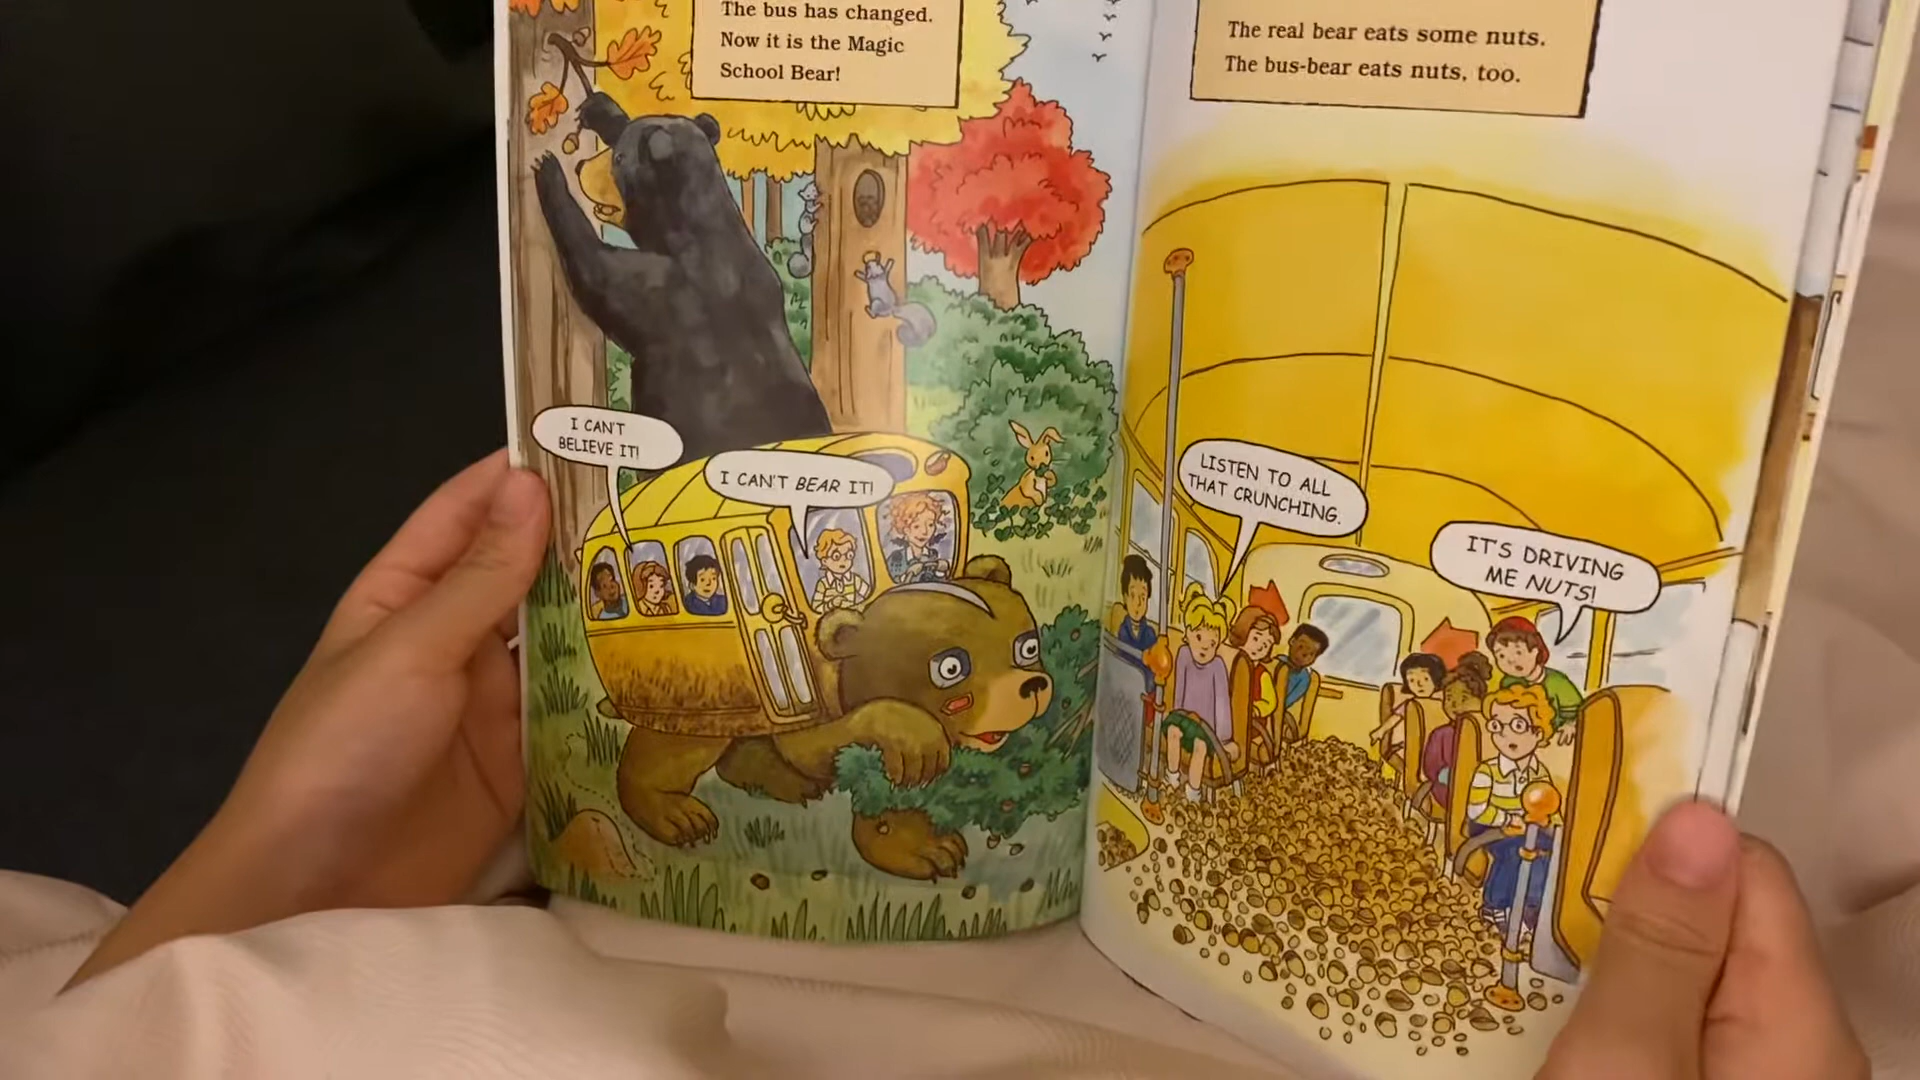 The bus has changed.
Now it is the Magic
School Bear!
I CAN'T
BELIEVE IT!
I CAN'T BEAR IT!
The real bear eats some nuts.
The bus-bear eats nuts, too.
LISTEN TO ALL
THAT CRUNCHING.
IT'S DRIVING
ME NUTS!